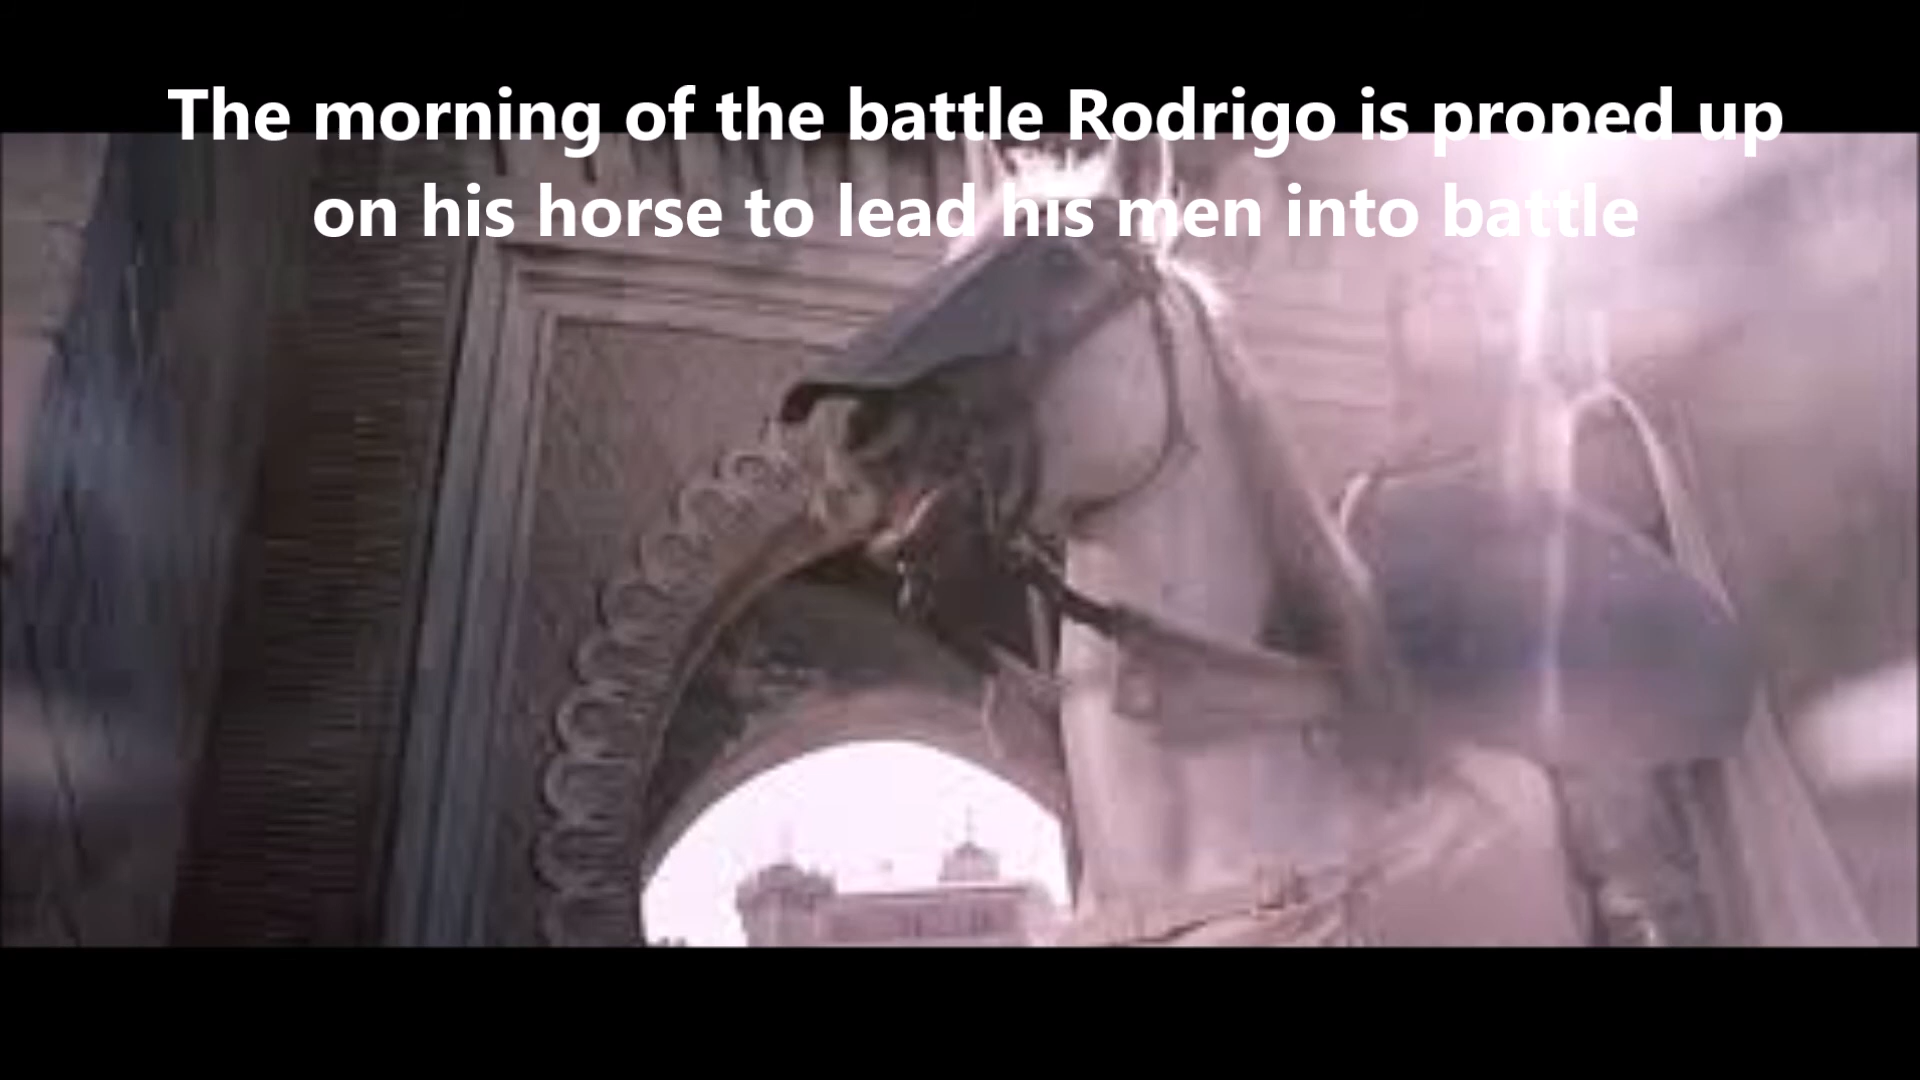 The morning of the battle Rodrigo is proped up
on his horse to lead his men into battle